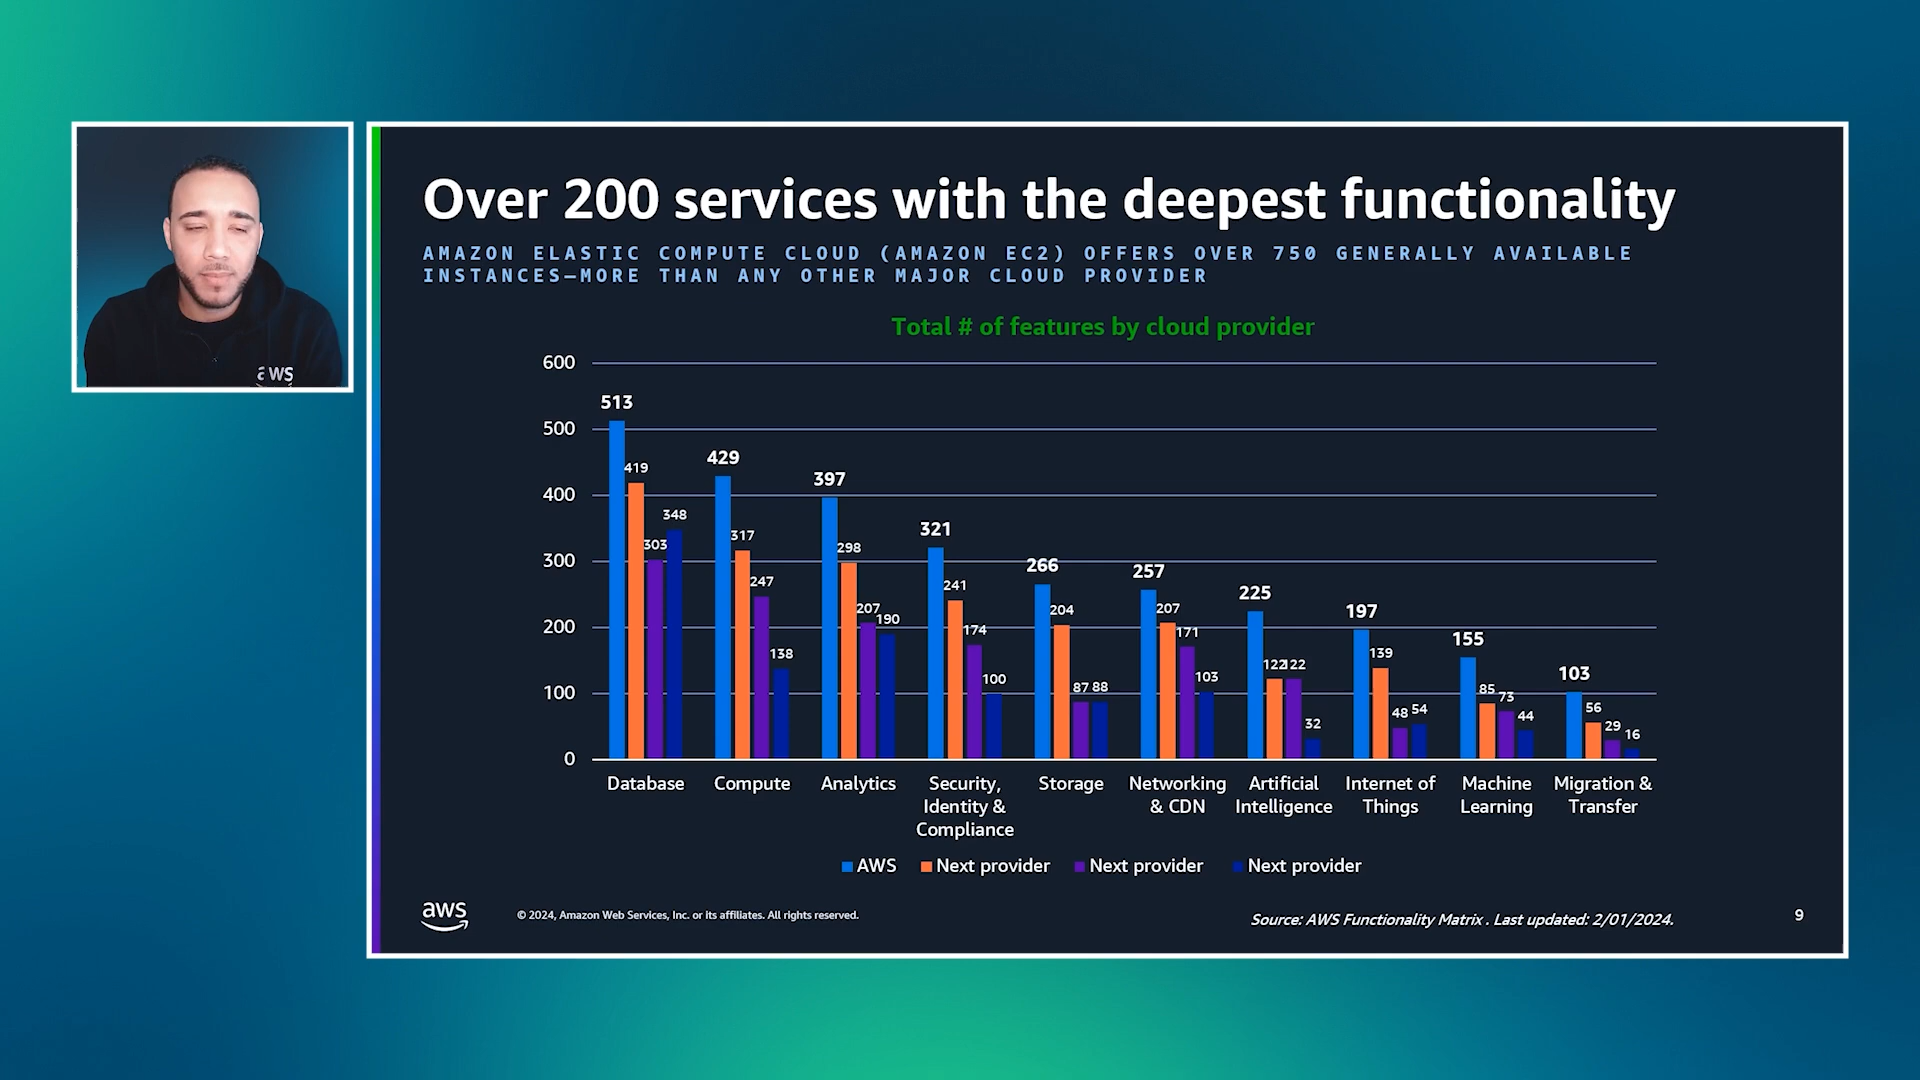 Over 200 services with the deepest functionality
AMAZON ELASTIC COMPUTE CLOUD (AMAZON EC2) OFFERS OVER 750 GENERALLY AVAILABLE
INSTANCES—MORE THAN ANY OTHER MAJOR CLOUD PROVIDER
Total # of features by cloud provider
600
500
400
300
200
100
0
513
419
303
348
429
317
247
138
397
298
207
190
321
241
174
100
266
204
87
88
257
207
171
103
225
122
122
32
197
139
48
54
155
85
73
44
103
56
29
16
Database
Compute
Analytics
Security,
Identity &
Compliance
Storage
Networking
& CDN
Artificial
Intelligence
Internet of
Things
Machine
Learning
Migration &
Transfer
AWS Next provider Next provider Next provider
aws
© 2024, Amazon Web Services, Inc. or its affiliates. All rights reserved.
Source: AWS Functionality Matrix . Last updated: 2/01/2024.
9
aws